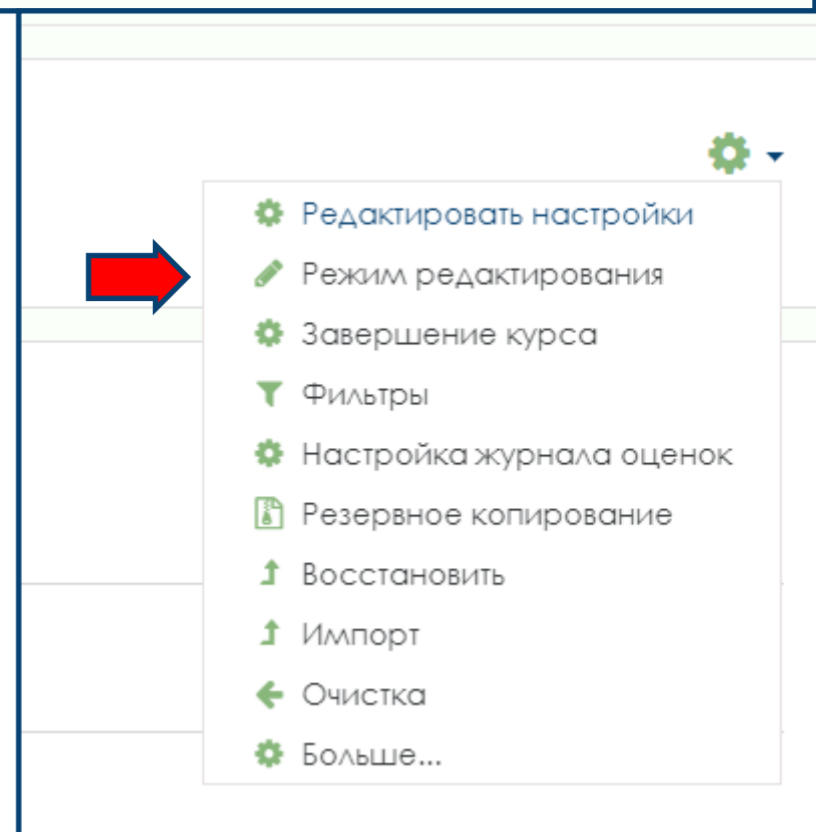 Редактировать настройки
Режим редактирования
Завершение курса
Фильтры
Настройка журнала оценок
Резервное копирование
Восстановить
Импорт
Очистка
Больше...